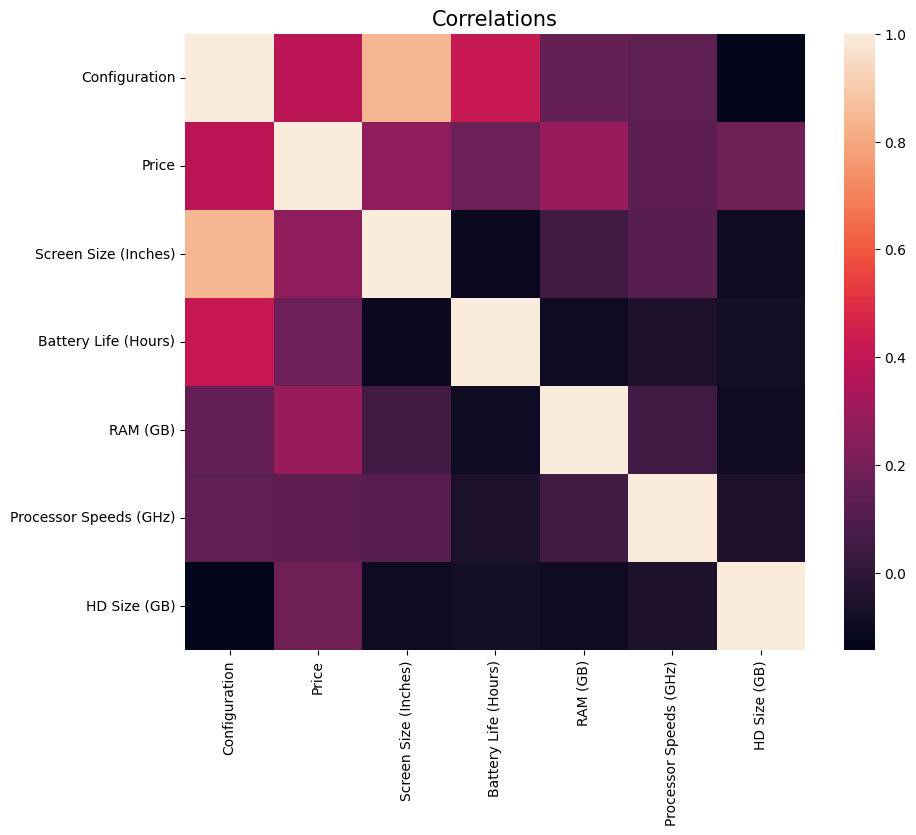 Correlations
Configuration
Price
Screen Size (Inches)
Battery Life (Hours)
RAM (GB)
Processor Speeds (GHz)
HD Size (GB)
Configuration
Price
Screen Size (Inches)
Battery Life (Hours)
RAM (GB)
Processor Speeds (GHz)
HD Size (GB)
1.0
0.8
0.6
0.4
0.2
0.0